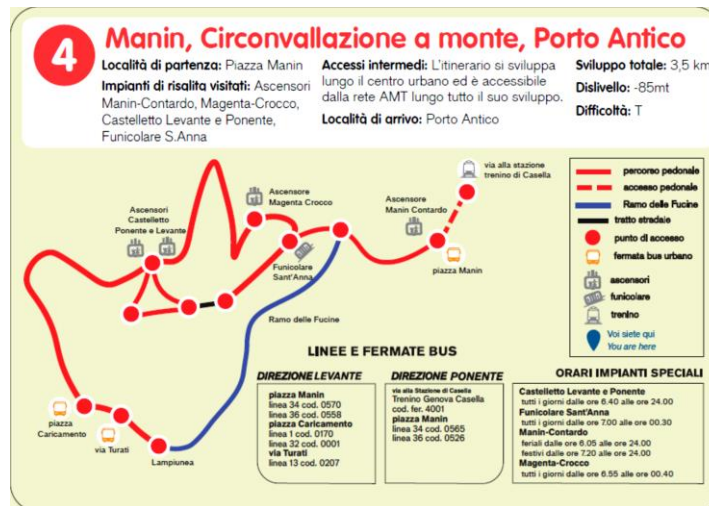 4
Manin, Circonvallazione a monte, Porto Antico
Località di partenza: Piazza Manin
Impianti di risalita visitati: Ascensori
Manin-Contardo, Magenta-Crocco,
Castelletto Levante e Ponente,
Funicolare S.Anna
Accessi intermedi: L'itinerario si sviluppa
lungo il centro urbano ed è accessibile
dalla rete AMT lungo tutto il suo sviluppo.
Località di arrivo: Porto Antico
Sviluppo totale: 3,5 km
Dislivello: -85mt
Difficoltà: T
via alla stazione
trenino di Casella
Ascensore
Magenta Crocco
Ascensore
Manin Contardo
Ascensori
Castelletto
Ponente e Levante
piazza Manin
Funicolare
Sant'Anna
Ramo delle Fucine
piazza
Caricamento
via Turati
Lampiunea
percorso pedonale
accesso pedonale
Ramo delle Fucine
tratto stradale
punto di accesso
fermata bus urbano
ascensori
funicolare
trenino
Voi siete qui
You are here
LINEE E FERMATE BUS
DIREZIONE LEVANTE
piazza Manin
linea 34 cod. 0570
linea 36 cod. 0558
piazza Caricamento
linea 1 cod. 0170
linea 32 cod. 0001
via Turati
linea 13 cod. 0207
DIREZIONE PONENTE
via alla Stazione di Casella
Trenino Genova Casella
cod. fer. 4001
piazza Manin
linea 34 cod. 0565
linea 36 cod. 0526
ORARI IMPIANTI SPECIALI
Castelletto Levante e Ponente
tutti i giorni dalle ore 6.40 alle ore 24.00
Funicolare Sant'Anna
tutti i giorni dalle ore 7.00 alle ore 00.30
Manin-Contardo
feriali dalle ore 6.05 alle ore 24.00
festivi dalle ore 7.20 alle ore 24.00
Magenta-Crocco
tutti i giorni dalle ore 6.55 alle ore 00.40